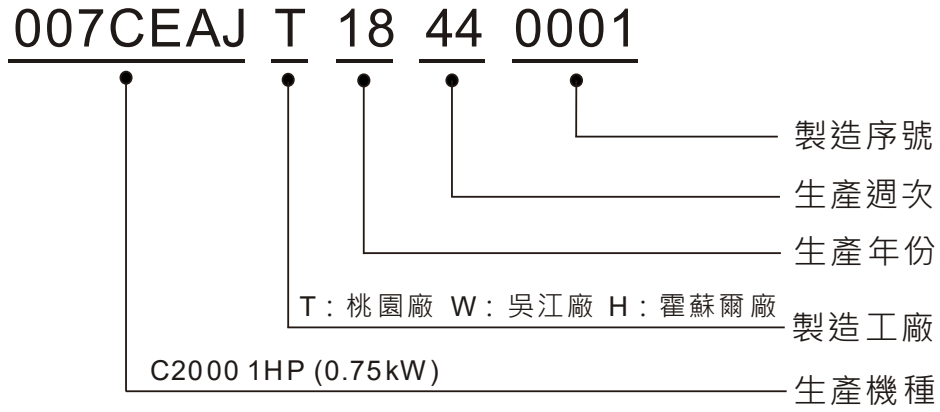 007CEAJ T 18 44 0001
製造序號
生產週次
生產年份
T：桃園廠 W：吳江廠 H：霍蘇爾廠
製造工廠
C2000 1HP (0.75kW)
生產機種